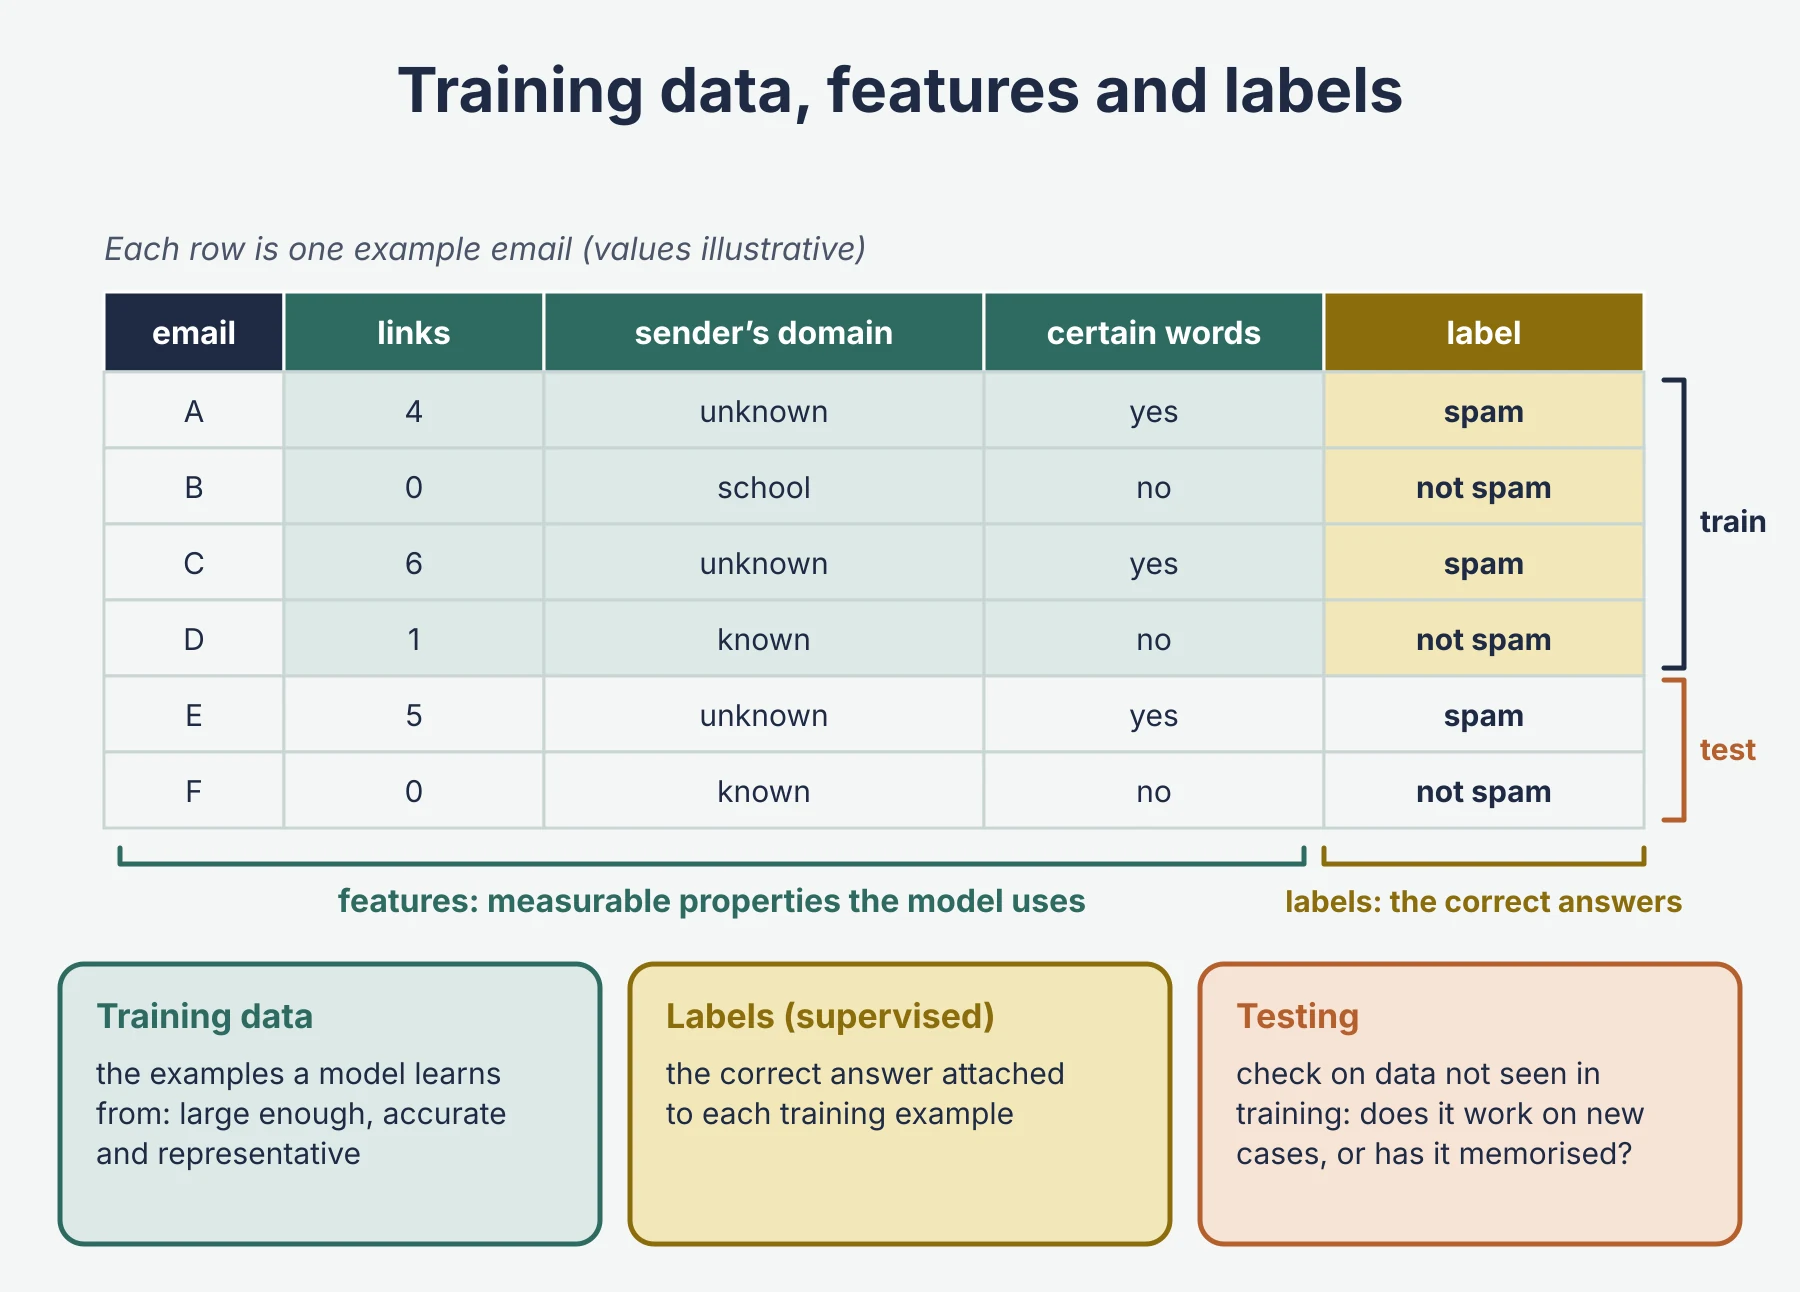 Training data, features and labels
Each row is one example email (values illustrative)
email links sender’s domain certain words label
A 4 unknown yes spam
B 0 school no not spam
C 6 unknown yes spam
D 1 known no not spam
E 5 unknown yes spam
F 0 known no not spam
train
test
features: measurable properties the model uses
labels: the correct answers
Training data
the examples a model learns
from: large enough, accurate
and representative
Labels (supervised)
the correct answer attached
to each training example
Testing
check on data not seen in
training: does it work on new
cases, or has it memorised?